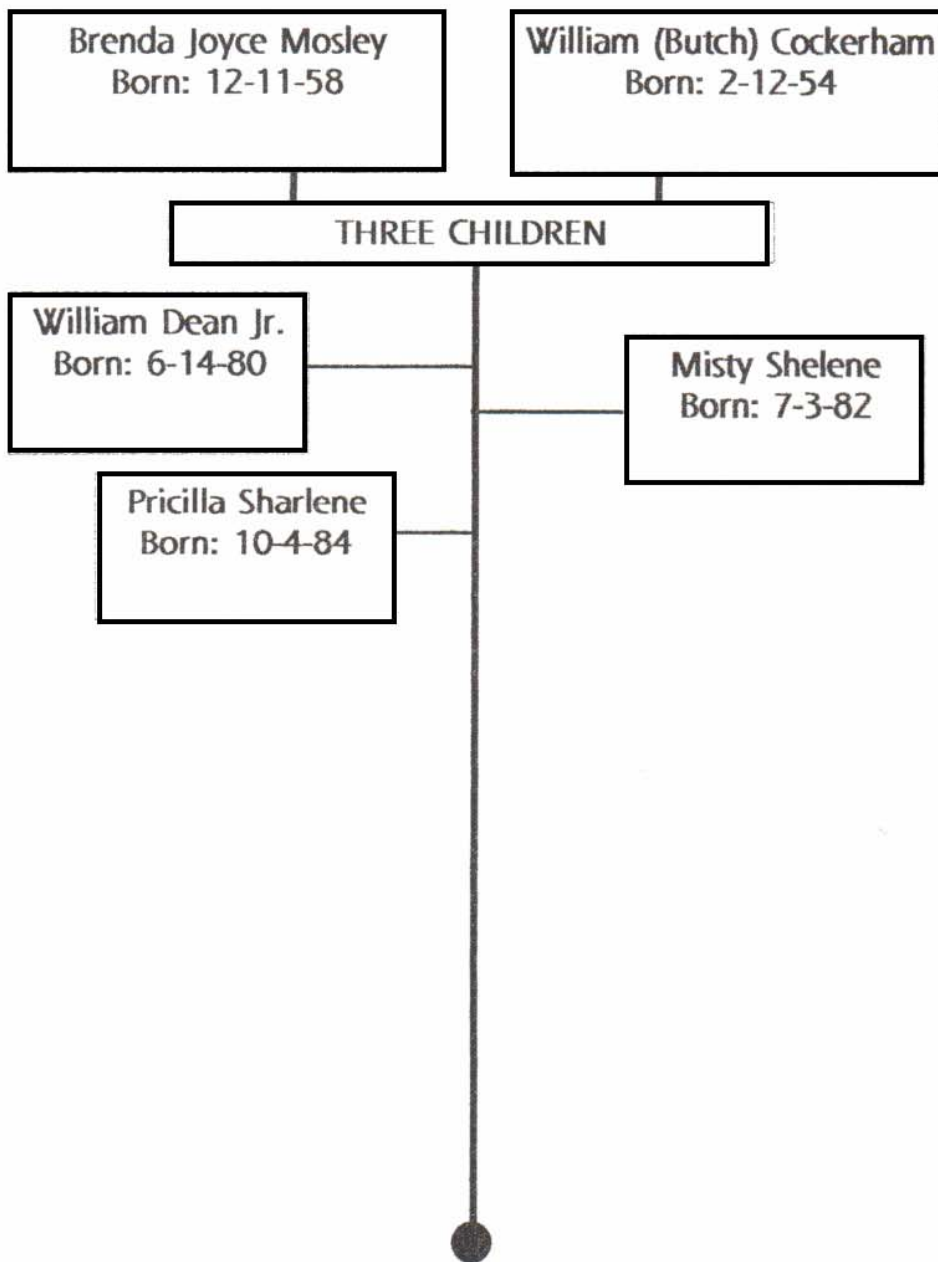 Brenda Joyce Mosley
Born: 12-11-58
William (Butch) Cockerham
Born: 2-12-54
THREE CHILDREN
William Dean Jr.
Born: 6-14-80
Misty Shelene
Born: 7-3-82
Pricilla Sharlene
Born: 10-4-84